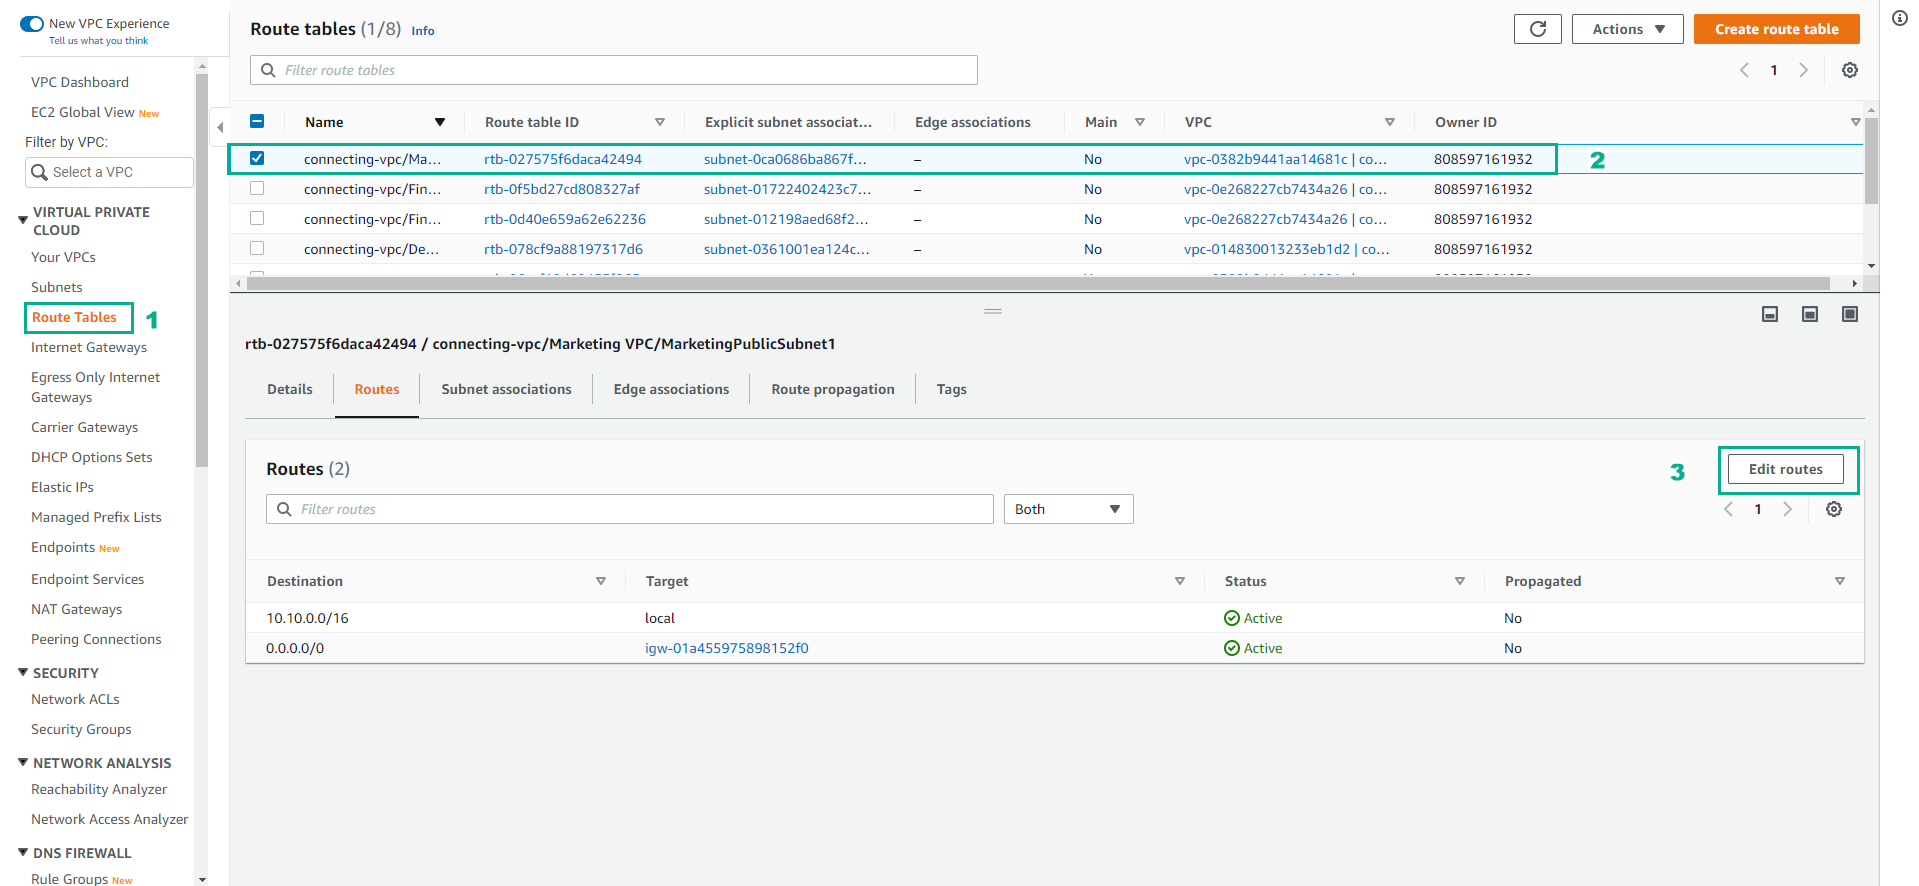 New VPC Experience
Tell us what you think
VPC Dashboard
EC2 Global View New
Filter by VPC:
Select a VPC
VIRTUAL PRIVATE
CLOUD
Your VPCs
Subnets
Route Tables
1
Internet Gateways
Egress Only Internet
Gateways
Carrier Gateways
DHCP Options Sets
Elastic IPs
Managed Prefix Lists
Endpoints New
Endpoint Services
NAT Gateways
Peering Connections
SECURITY
Network ACLs
Security Groups
NETWORK ANALYSIS
Reachability Analyzer
Network Access Analyzer
DNS FIREWALL
Rule Groups New
Route tables (1/8) Info
Actions
Create route table
Filter route tables
1
Name Route table ID Explicit subnet associat... Edge associations Main VPC Owner ID
connecting-vpc/Ma... rtb-027575f6daca42494 subnet-0ca0686ba867f... – No vpc-0382b9441aa14681c | co... 808597161932 2
connecting-vpc/Fin... rtb-0f5bd27cd808327af subnet-01722402423c7... – No vpc-0e268227cb7434a26 | co... 808597161932
connecting-vpc/Fin... rtb-0d40e659a62e62236 subnet-012198aed68f2... – No vpc-0e268227cb7434a26 | co... 808597161932
connecting-vpc/De... rtb-078cf9a88197317d6 subnet-0361001ea124c... – No vpc-014830013233eb1d2 | co... 808597161932
rtb-027575f6daca42494 / connecting-vpc/Marketing VPC/MarketingPublicSubnet1
Details Routes Subnet associations Edge associations Route propagation Tags
Routes (2)
3
Edit routes
Filter routes
Both
1
Destination Target Status Propagated
10.10.0.0/16 local Active No
0.0.0.0/0 igw-01a455975898152f0 Active No